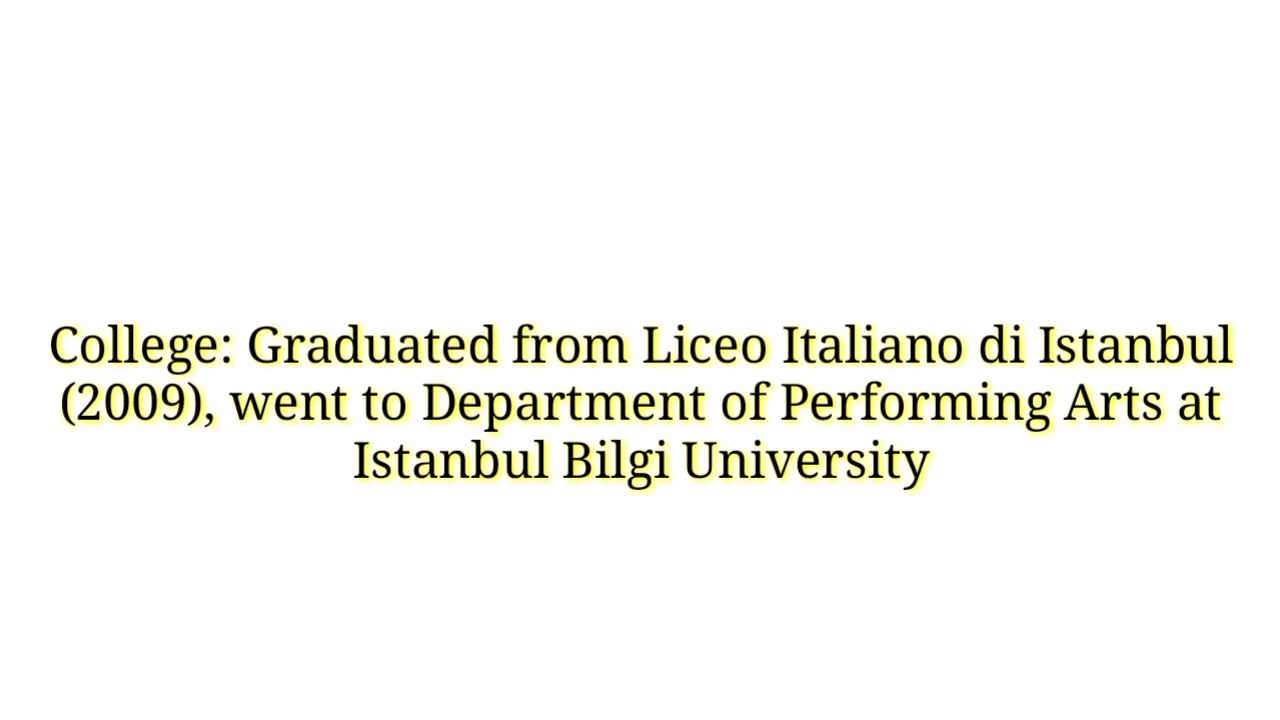 College: Graduated from Liceo Italiano di Istanbul
(2009), went to Department of Performing Arts at
Istanbul Bilgi University